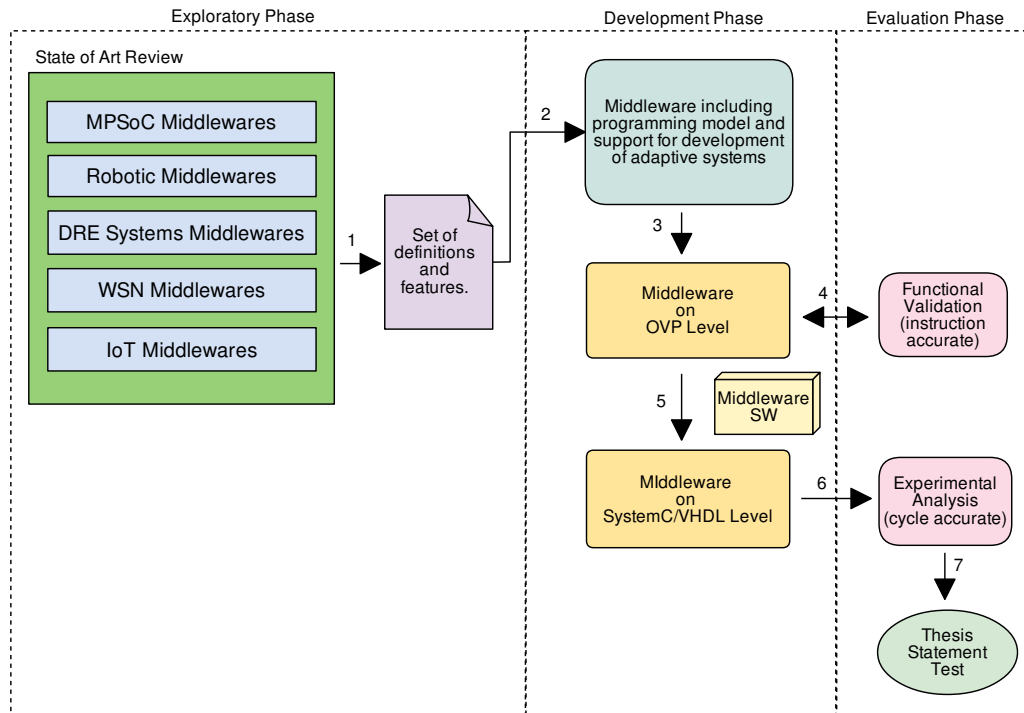 Exploratory Phase
Development Phase
Evaluation Phase
State of Art Review
MPSoC Middlewares
Robotic Middlewares
DRE Systems Middlewares
WSN Middlewares
IoT Middlewares
1
Set of
definitions
and
features.
2
Middleware including
programming model and
support for development
of adaptive systems
3
Middleware
on
OVP Level
4
Functional
Validation
(instruction
accurate)
5
Middleware
SW
MIddleware
on
SystemC/VHDL Level
6
Experimental
Analysis
(cycle accurate)
7
Thesis
Statement
Test